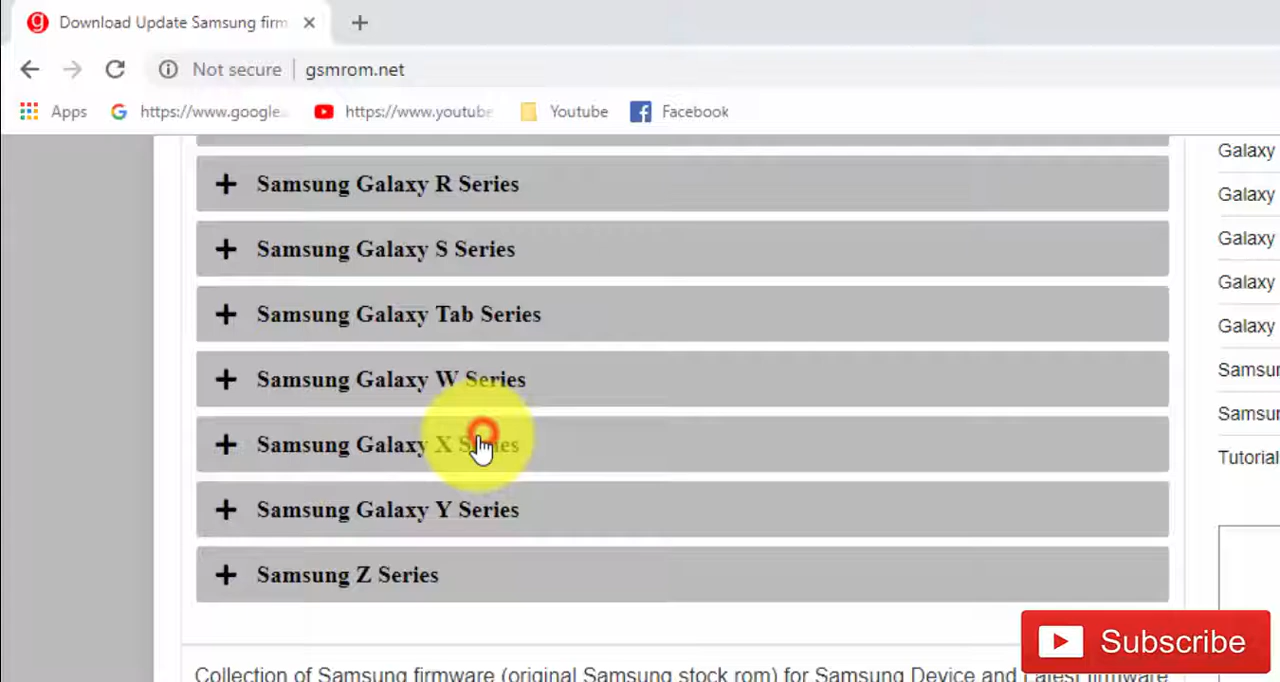 g Download Update Samsung firm
Not secure | gsmrom.net
Apps https://www.google. https://www.youtube Youtube Facebook
Samsung Galaxy R Series
Samsung Galaxy S Series
Samsung Galaxy Tab Series
Samsung Galaxy W Series
Samsung Galaxy X Series
Samsung Galaxy Y Series
Samsung Z Series
Collection of Samsung firmware (original Samsung stock rom) for Samsung Device and Latest firmware
Galaxy
Galaxy
Galaxy
Galaxy
Galaxy
Samsun
Samsun
Tutorial
Subscribe